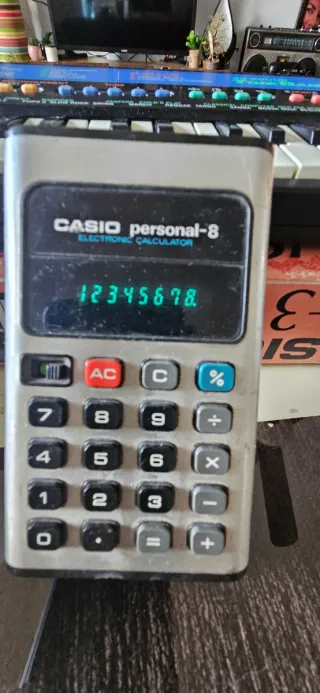 CASIO personal-8
ELECTRONIC CALCULATOR
12345678.
AC C %
7 8 9 ÷
4 5 6 ×
1 2 3 −
0 · = +